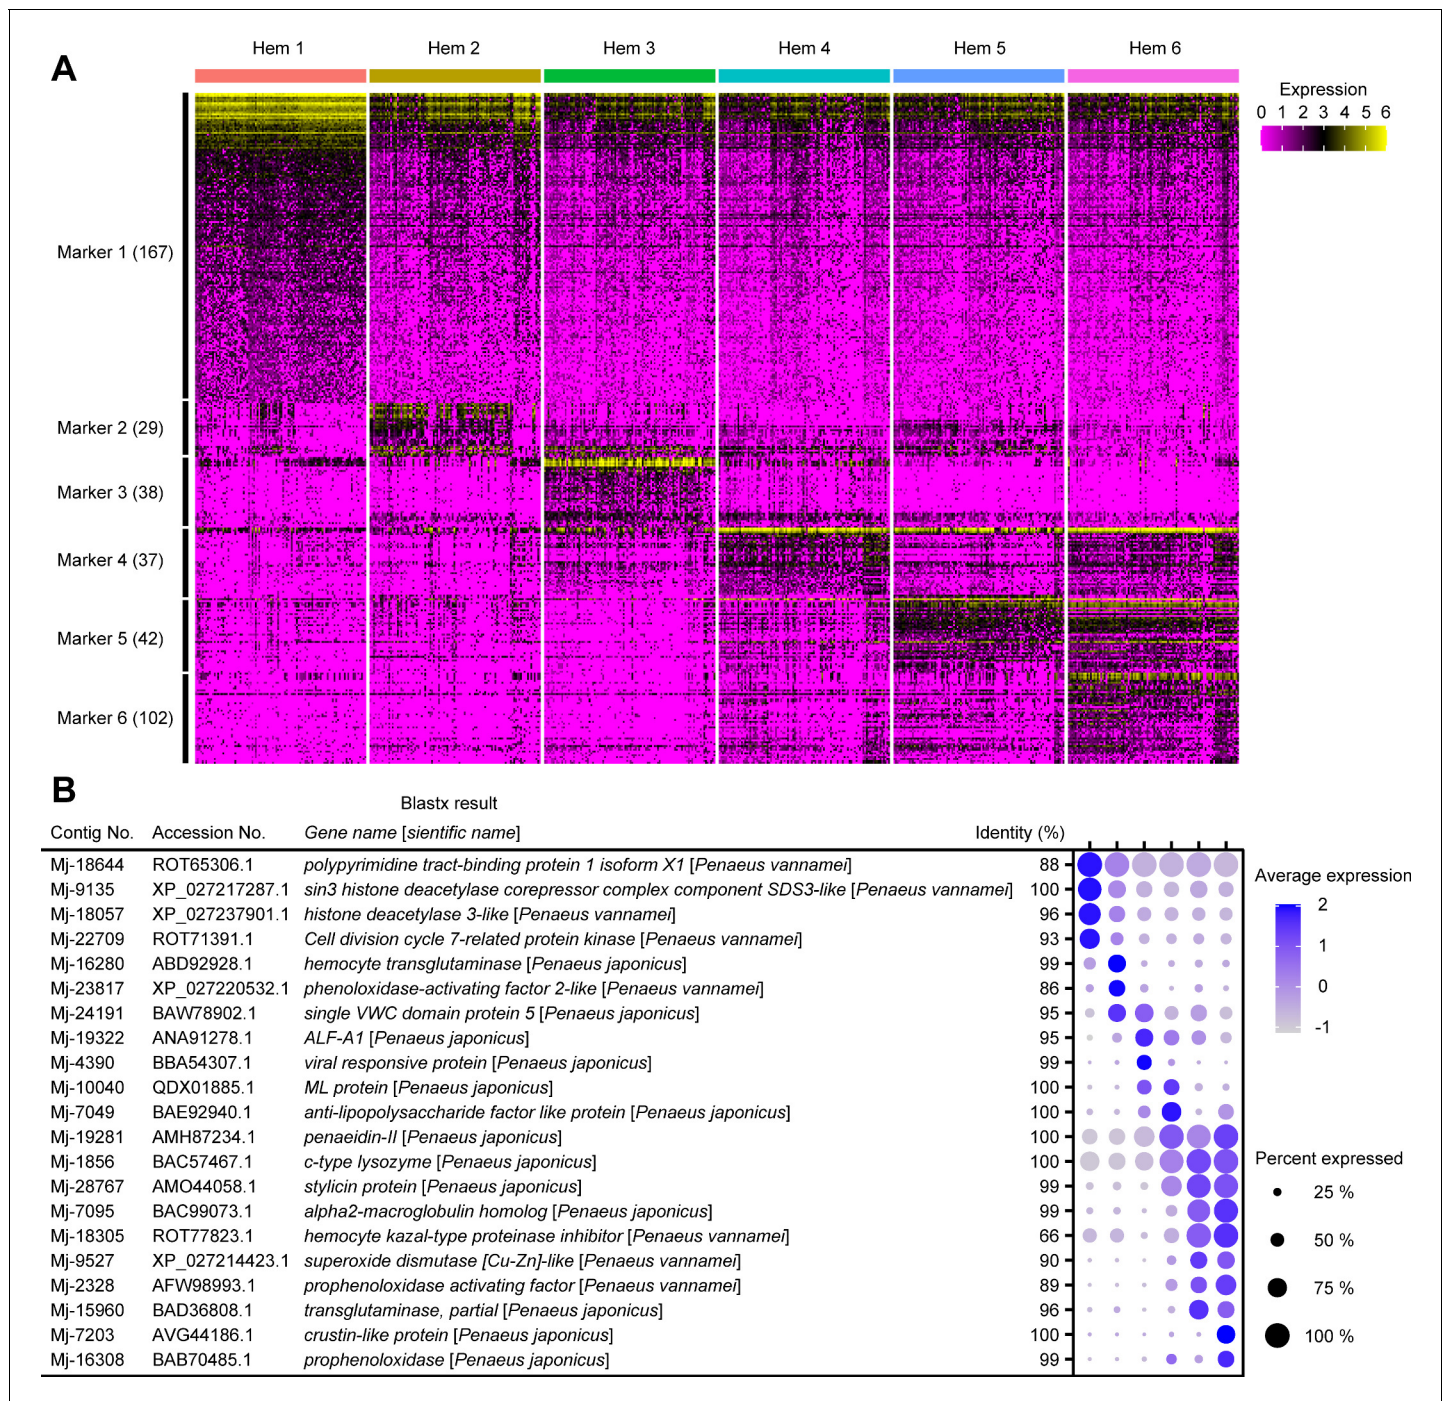 A
Hem 1 Hem 2 Hem 3 Hem 4 Hem 5 Hem 6
Expression
0 1 2 3 4 5 6
Marker 1 (167)
Marker 2 (29)
Marker 3 (38)
Marker 4 (37)
Marker 5 (42)
Marker 6 (102)
B
Blastx result
Contig No. Accession No. Gene name [sientific name] Identity (%)
Mj-18644 ROT65306.1 polypyrimidine tract-binding protein 1 isoform X1 [Penaeus vannamei] 88
Mj-9135 XP_027217287.1 sin3 histone deacetylase corepressor complex component SDS3-like [Penaeus vannamei] 100
Mj-18057 XP_027237901.1 histone deacetylase 3-like [Penaeus vannamei] 96
Mj-22709 ROT71391.1 Cell division cycle 7-related protein kinase [Penaeus vannamei] 93
Mj-16280 ABD92928.1 hemocyte transglutaminase [Penaeus japonicus] 99
Mj-23817 XP_027220532.1 phenoloxidase-activating factor 2-like [Penaeus vannamei] 86
Mj-24191 BAW78902.1 single VWC domain protein 5 [Penaeus japonicus] 95
Mj-19322 ANA91278.1 ALF-A1 [Penaeus japonicus] 95
Mj-4390 BBA54307.1 viral responsive protein [Penaeus japonicus] 99
Mj-10040 QDX01885.1 ML protein [Penaeus japonicus] 100
Mj-7049 BAE92940.1 anti-lipopolysaccharide factor like protein [Penaeus japonicus] 100
Mj-19281 AMH87234.1 penaeidin-II [Penaeus japonicus] 100
Mj-1856 BAC57467.1 c-type lysozyme [Penaeus japonicus] 100
Mj-28767 AMO44058.1 stylicin protein [Penaeus japonicus] 99
Mj-7095 BAC99073.1 alpha2-macroglobulin homolog [Penaeus japonicus] 99
Mj-18305 ROT77823.1 hemocyte kazal-type proteinase inhibitor [Penaeus vannamei] 66
Mj-9527 XP_027214423.1 superoxide dismutase [Cu-Zn]-like [Penaeus vannamei] 90
Mj-2328 AFW98993.1 prophenoloxidase activating factor [Penaeus vannamei] 89
Mj-15960 BAD36808.1 transglutaminase, partial [Penaeus japonicus] 96
Mj-7203 AVG44186.1 crustin-like protein [Penaeus japonicus] 100
Mj-16308 BAB70485.1 prophenoloxidase [Penaeus japonicus] 99
Average expression
2
1
0
-1
Percent expressed
25 %
50 %
75 %
100 %